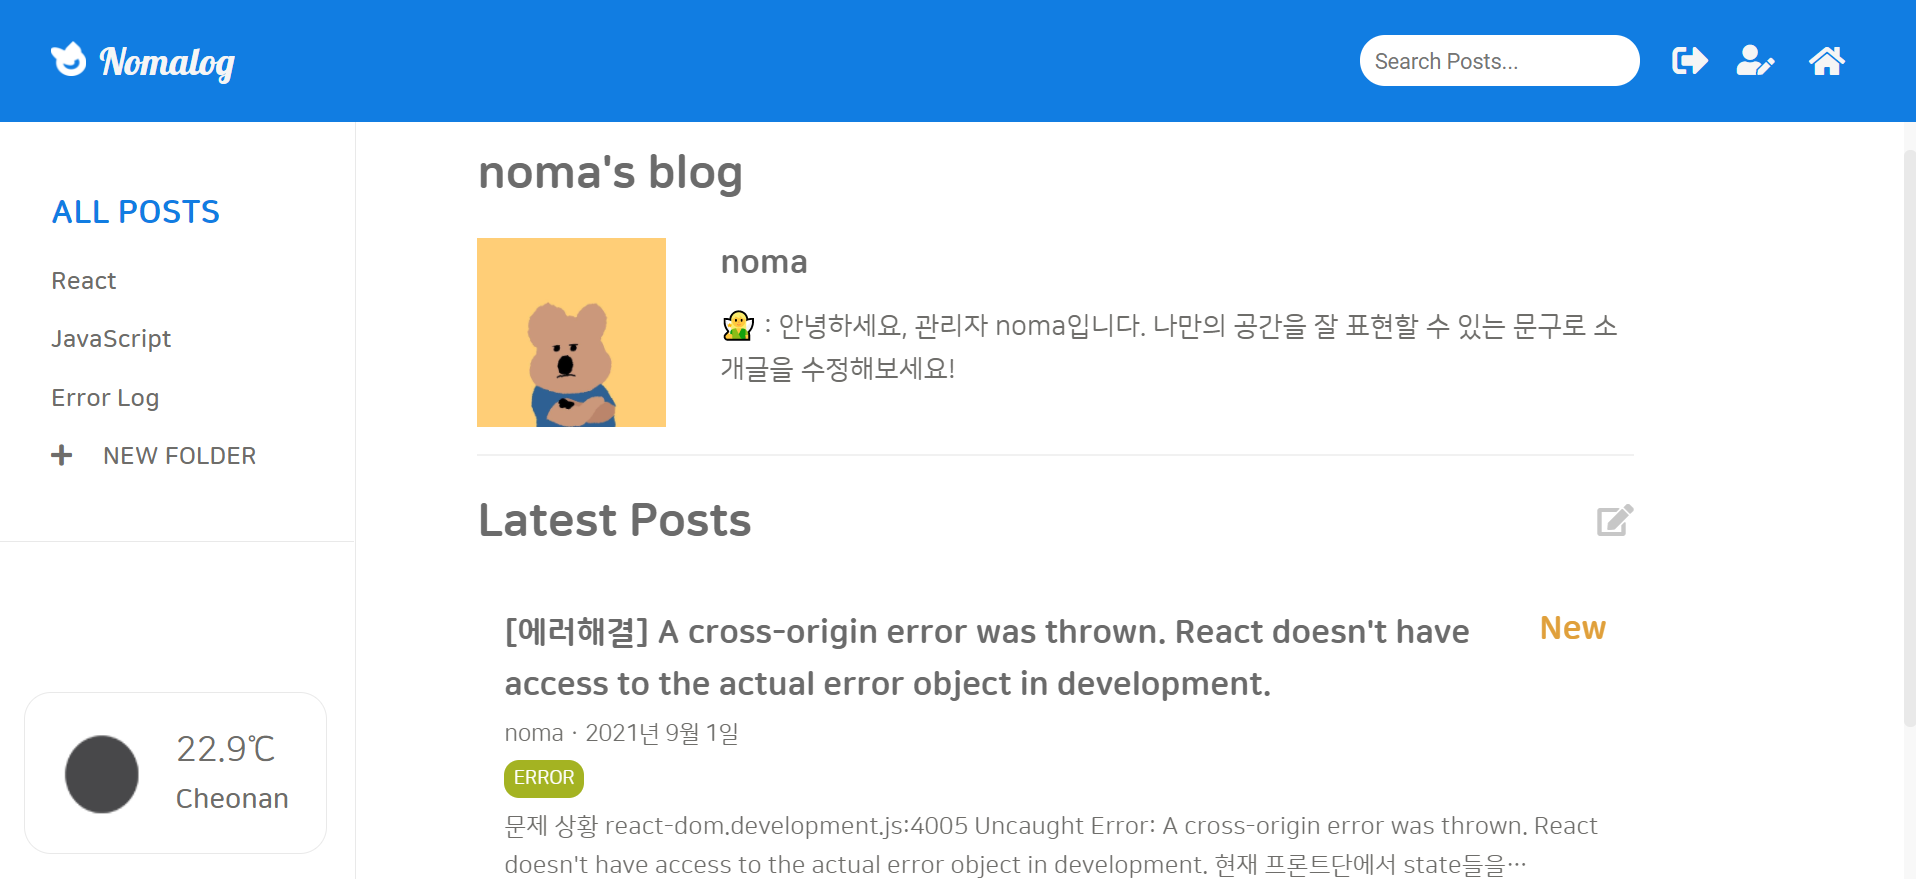 Nomalog
Search Posts...
ALL POSTS
React
JavaScript
Error Log
NEW FOLDER
22.9℃
Cheonan
noma's blog
noma
: 안녕하세요, 관리자 noma입니다. 나만의 공간을 잘 표현할 수 있는 문구로 소
개글을 수정해보세요!
Latest Posts
[에러해결] A cross-origin error was thrown. React doesn't have
access to the actual error object in development.
New
noma · 2021년 9월 1일
ERROR
문제 상황 react-dom.development.js:4005 Uncaught Error: A cross-origin error was thrown. React
doesn't have access to the actual error object in development. 현재 프론트단에서 state들을…